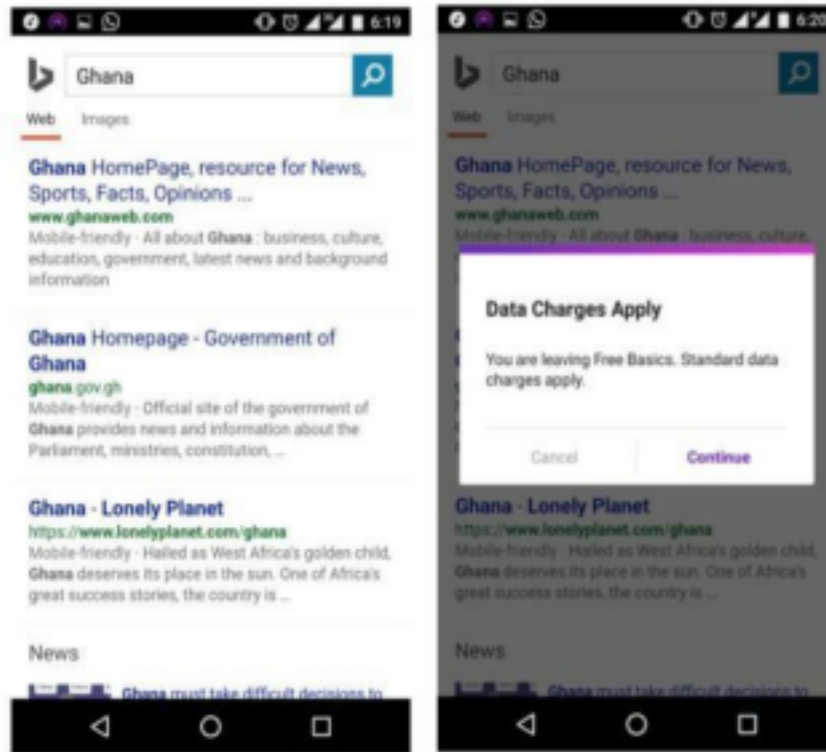 6:19
Ghana
Web Images
Ghana HomePage, resource for News,
Sports, Facts, Opinions ...
www.ghanaweb.com
Mobile-friendly · All about Ghana : business, culture,
education, government, latest news and background
information
Ghana Homepage - Government of
Ghana
ghana.gov.gh
Mobile-friendly · Official site of the government of
Ghana provides news and information about the
Parliament, ministries, constitution, ...
Ghana - Lonely Planet
https://www.lonelyplanet.com/ghana
Mobile-friendly · Hailed as West Africa's golden child,
Ghana deserves its place in the sun. One of Africa's
great success stories, the country is ...
News
Ghana must take difficult decisions to
6:20
Ghana
Web Images
Ghana HomePage, resource for News,
Sports, Facts, Opinions ...
www.ghanaweb.com
Mobile-friendly · All about Ghana : business, culture,
Data Charges Apply
You are leaving Free Basics. Standard data
charges apply.
Cancel Continue
Ghana - Lonely Planet
https://www.lonelyplanet.com/ghana
Mobile-friendly · Hailed as West Africa's golden child,
Ghana deserves its place in the sun. One of Africa's
great success stories, the country is ...
News
Ghana must take difficult decisions to